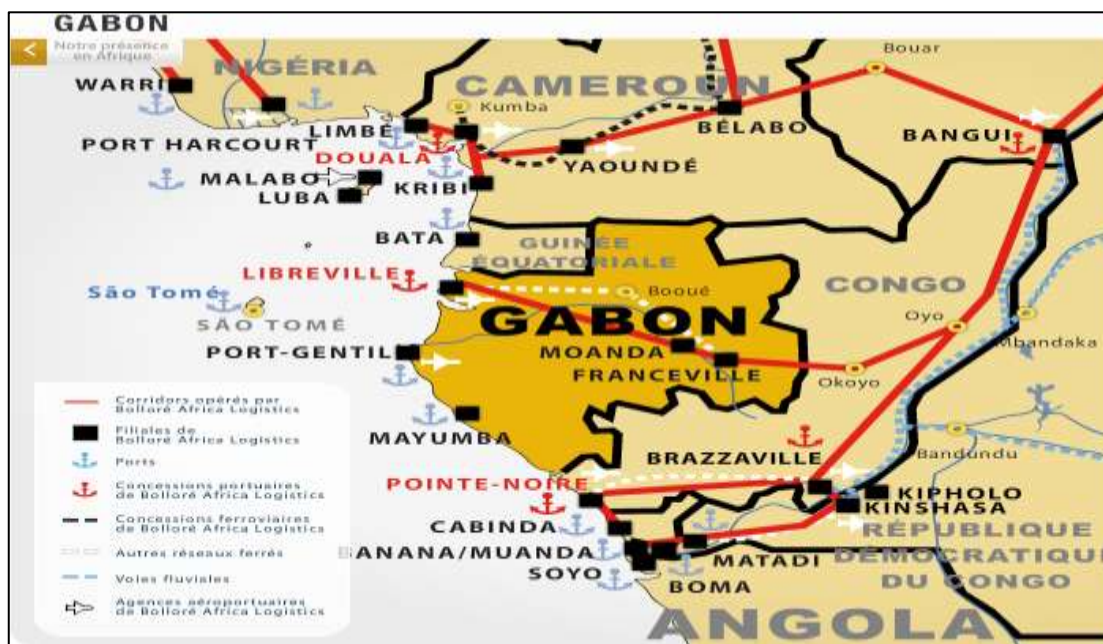 GABON
<
Notre présence
en Afrique
NIGÉRIA
CAMEROUN
Bouar
WARRI
Kumba
PORT HARCOURT
LIMBÉ
BÉLABO
BANGUI
DOUALA
YAOUNDÉ
MALABO
LUBA
KRIBI
BATA
GUINÉE
ÉQUATORIALE
LIBREVILLE
CONGO
São Tomé
Booué
SÃO TOMÉ
GABON
Oyo
Mbandaka
PORT-GENTIL
MOANDA
FRANCEVILLE
Okoyo
MAYUMBA
BRAZZAVILLE
Bandundu
POINTE-NOIRE
KIPHOLO
KINSHASA
CABINDA
RÉPUBLIQUE
DÉMOCRATIQUE
DU CONGO
BANANA/MUANDA
MATADI
SOYO
BOMA
ANGOLA
Corridors opérés par
Bolloré Africa Logistics
Filiales de
Bolloré Africa Logistics
Ports
Concessions portuaires
de Bolloré Africa Logistics
Concessions ferroviaires
de Bolloré Africa Logistics
Autres réseaux ferrés
Voies fluviales
Agences aéroportuaires
de Bolloré Africa Logistics